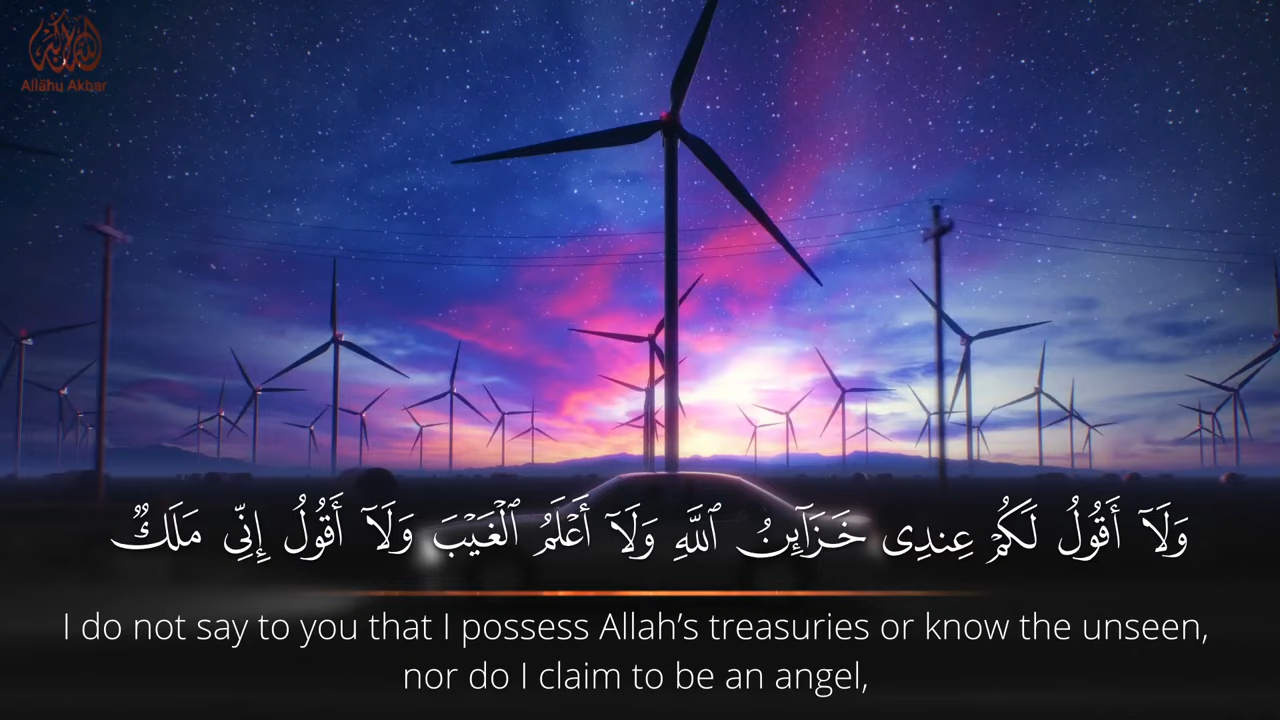 Allāhu Akbar
وَلَآ أَقُولُ لَكُمْ عِندِى خَزَآئِنُ ٱللَّهِ وَلَآ أَعْلَمُ ٱلْغَيْبَ وَلَآ أَقُولُ إِنِّى مَلَكٌ
I do not say to you that I possess Allah’s treasuries or know the unseen,
nor do I claim to be an angel,